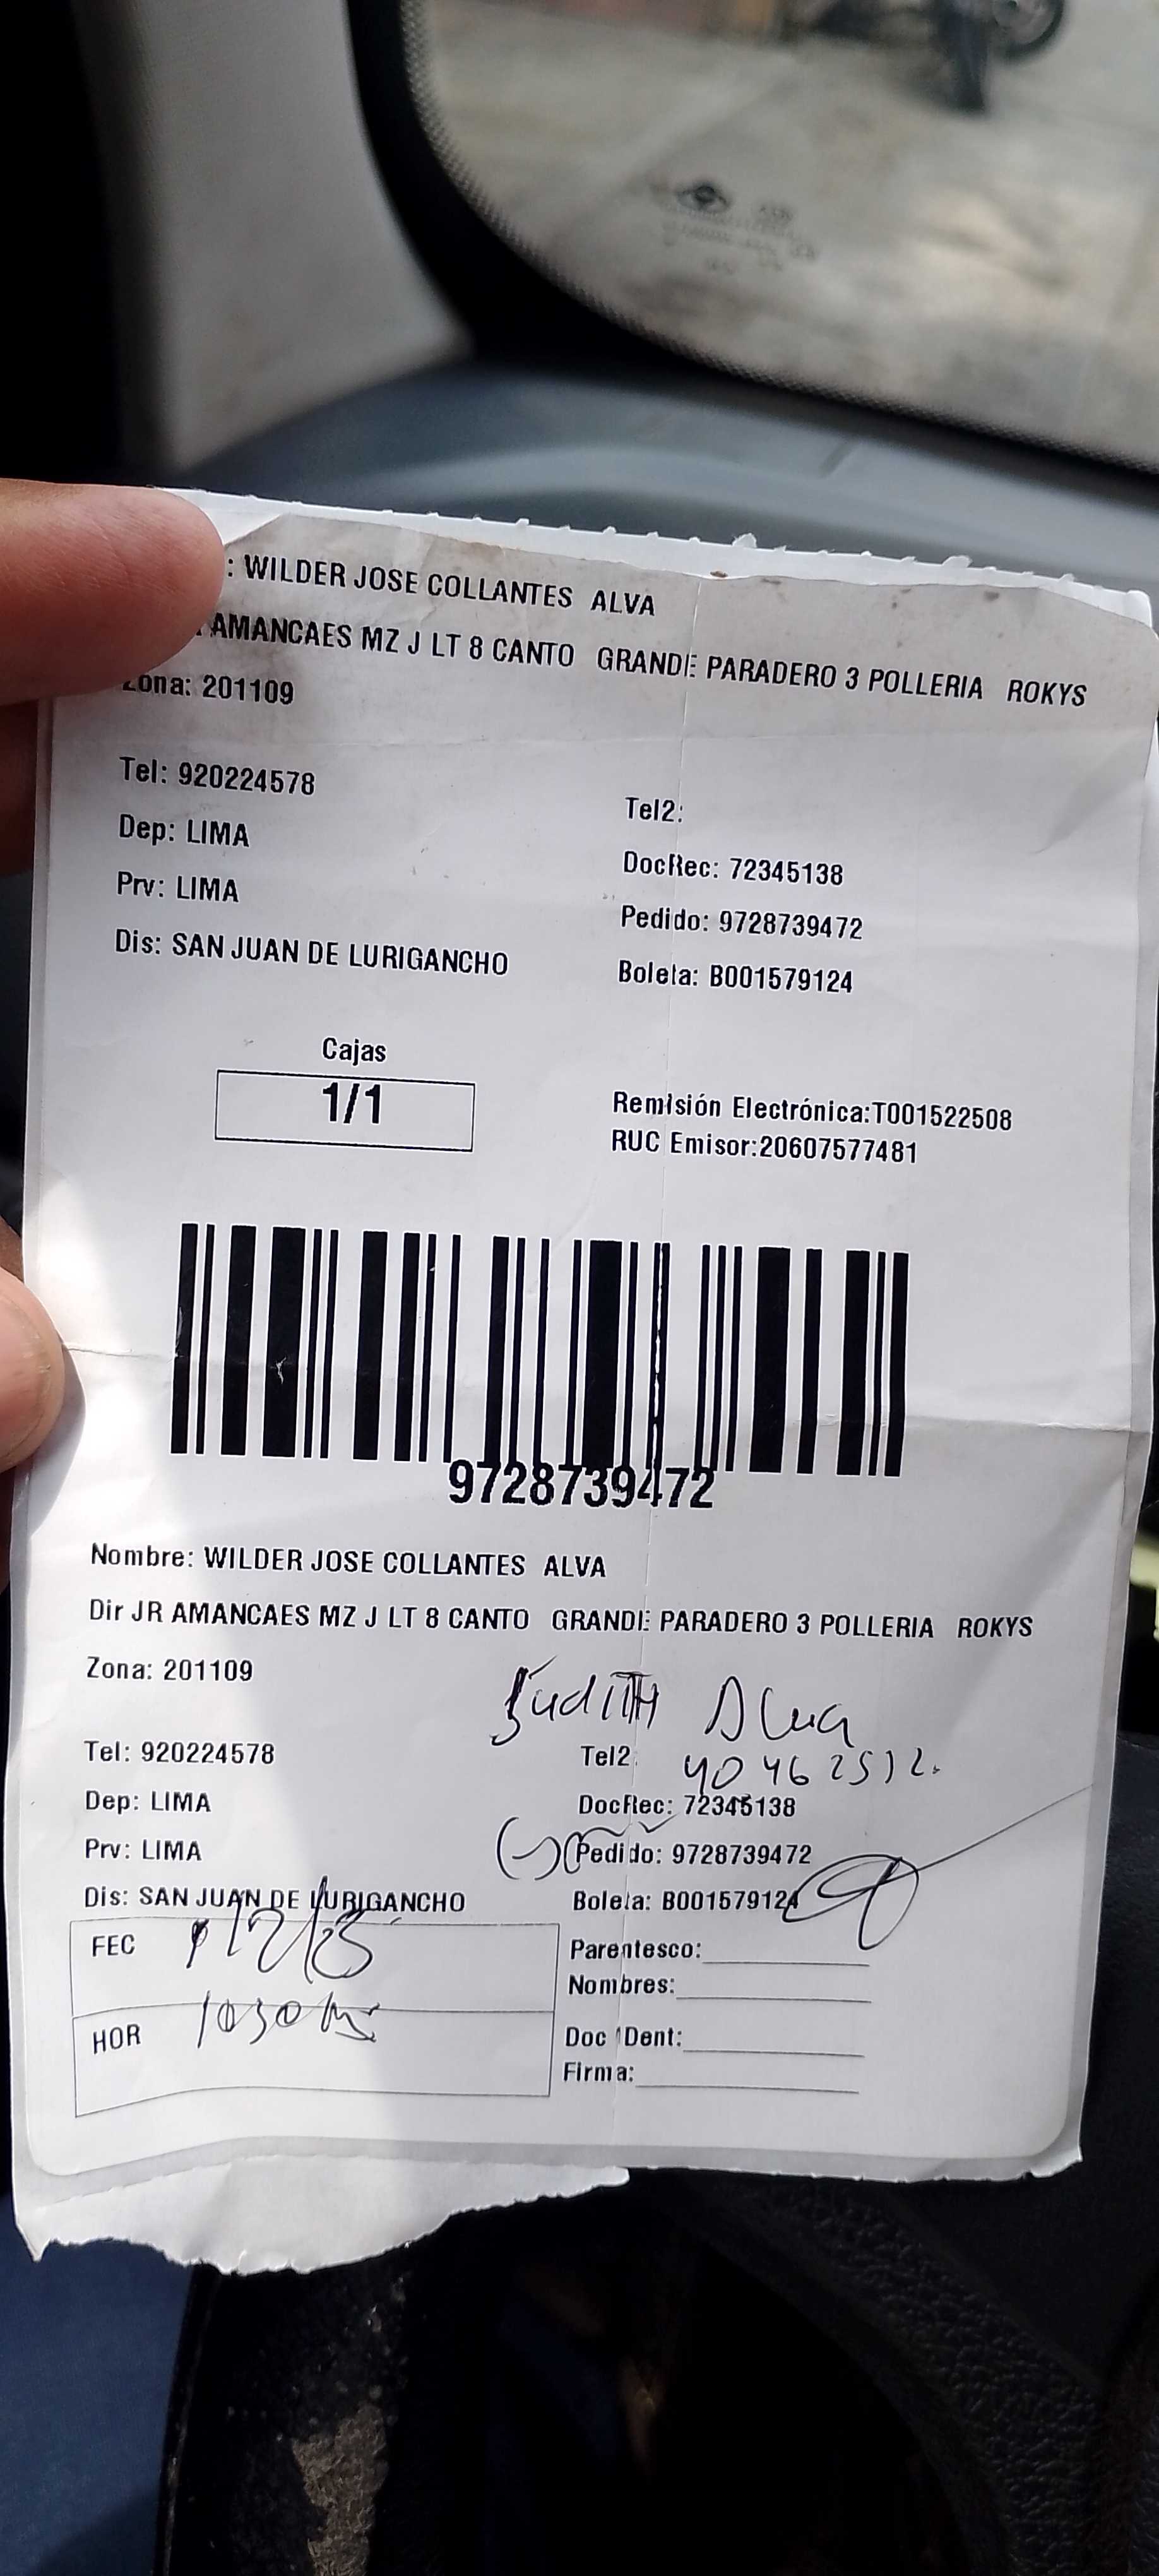 : WILDER JOSE COLLANTES ALVA
AMANCAES MZ J LT 8 CANTO GRANDE PARADERO 3 POLLERIA ROKYS
Zona: 201109
Tel: 920224578
Tel2:
Dep: LIMA
DocRec: 72345138
Prv: LIMA
Pedido: 9728739472
Dis: SAN JUAN DE LURIGANCHO
Boleta: B001579124
Cajas
1/1
Remisión Electrónica:T001522508
RUC Emisor:20607577481
9728739472
Nombre: WILDER JOSE COLLANTES ALVA
Dir JR AMANCAES MZ J LT 8 CANTO GRANDE PARADERO 3 POLLERIA ROKYS
Zona: 201109
Judith Alva
Tel: 920224578
Tel2: 40462512.
Dep: LIMA
DocRec: 72345138
Prv: LIMA
Pedido: 9728739472
Dis: SAN JUAN DE LURIGANCHO
Boleta: B001579124
FEC
Parentesco:
Nombres:
HOR 1030
Doc Dent:
Firma: